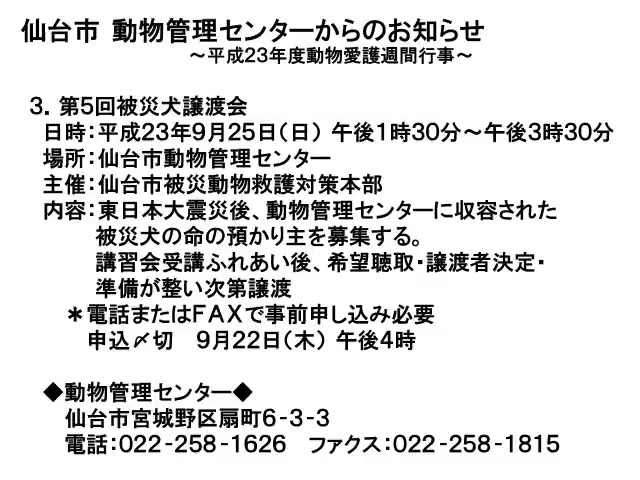 仙台市 動物管理センターからのお知らせ
～平成23年度動物愛護週間行事～
3．第5回被災犬譲渡会
日時：平成23年9月25日（日） 午後1時30分～午後3時30分
場所：仙台市動物管理センター
主催：仙台市被災動物救護対策本部
内容：東日本大震災後、動物管理センターに収容された
被災犬の命の預かり主を募集する。
講習会受講ふれあい後、希望聴取・譲渡者決定・
準備が整い次第譲渡
＊電話またはＦＡＸで事前申し込み必要
申込〆切　9月22日（木） 午後4時
◆動物管理センター◆
仙台市宮城野区扇町6-3-3
電話：022-258-1626　ファクス：022-258-1815